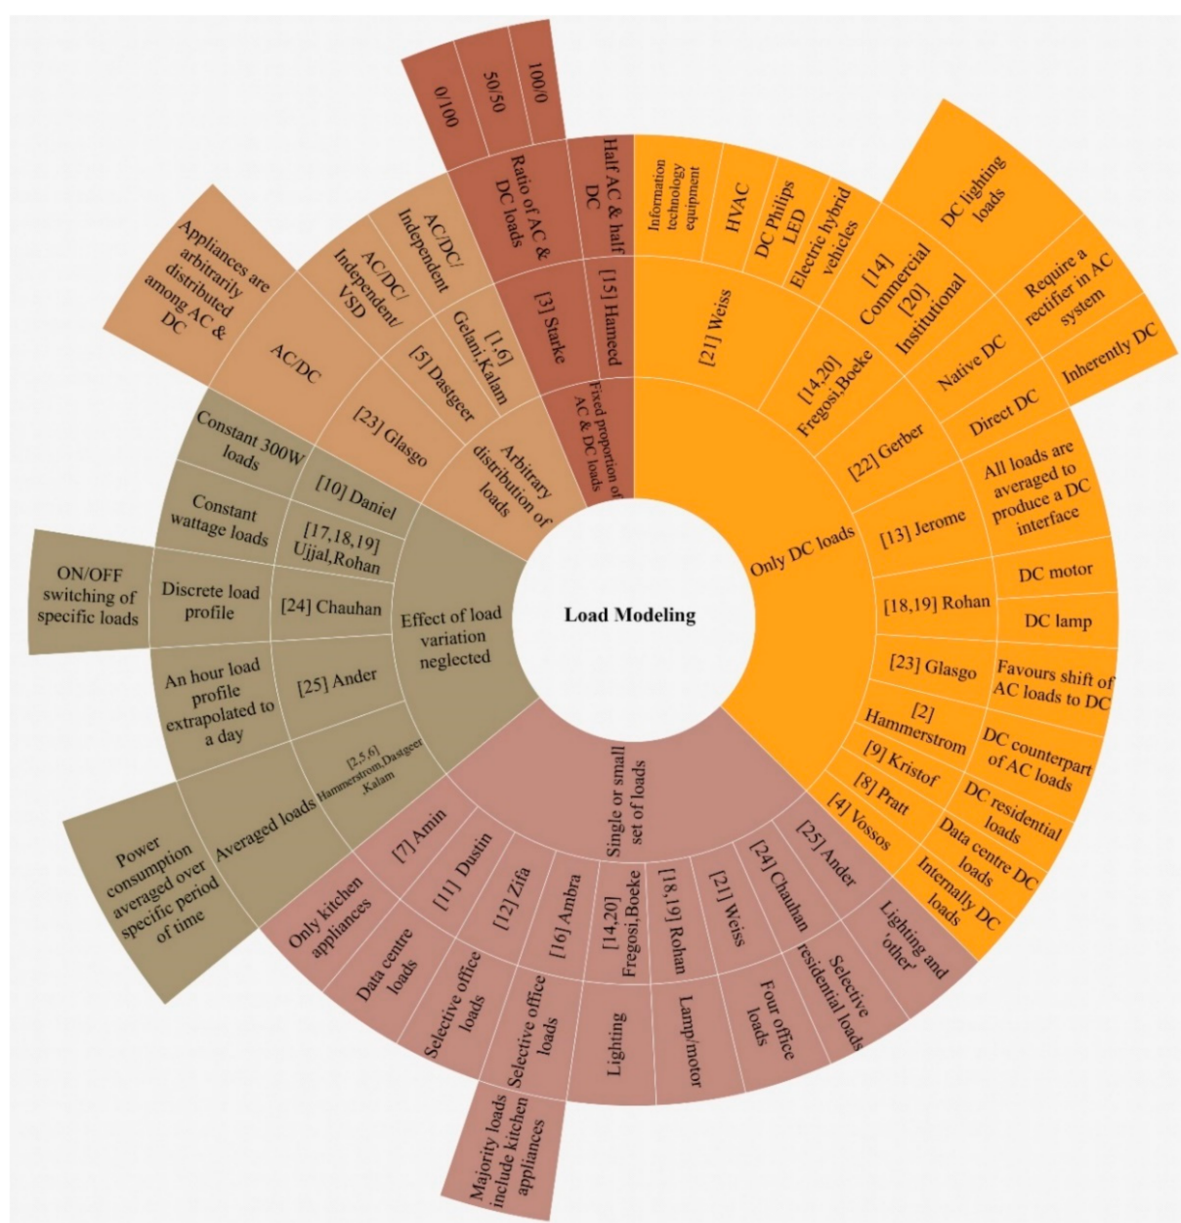 Load Modeling
Only DC loads
[21] Weiss
Information
technology
equipment
HVAC
DC Philips
LED
Electric hybrid
vehicles
[14,20]
Fregosi,Boeke
[14]
Commercial
[20]
Institutional
DC lighting
loads
[22] Gerber
Native DC
Require a
rectifier in AC
system
Direct DC
Inherently DC
[13] Jerome
All loads are
averaged to
produce a DC
interface
[18,19] Rohan
DC motor
DC lamp
[23] Glasgo
Favours shift of
AC loads to DC
[2]
Hammerstrom
DC counterpart
of AC loads
[9] Kristof
DC residential
loads
[8] Pratt
Data centre DC
loads
[4] Vossos
Internally DC
loads
Single or small
set of loads
[25] Ander
Lighting and
'other'
[24] Chauhan
Selective
residential loads
[21] Weiss
Four office
loads
[18,19] Rohan
Lamp/motor
[14,20]
Fregosi,Boeke
Lighting
[16] Ambra
Selective office
loads
Majority loads
include kitchen
appliances
[12] Zifa
Selective office
loads
[11] Dustin
Data centre
loads
[7] Amin
Only kitchen
appliances
Effect of load
variation
neglected
[2,5,6]
Hammerstrom,Dastgeer
,Kalam
Averaged loads
Power
consumption
averaged over
specific period
of time
[25] Ander
An hour load
profile
extrapolated to
a day
[24] Chauhan
Discrete load
profile
ON/OFF
switching of
specific loads
[17,18,19]
Ujjal,Rohan
Constant
wattage loads
[10] Daniel
Constant 300W
loads
Arbitrary
distribution of
loads
[23] Glasgo
AC/DC
Appliances are
arbitrarily
distributed
among AC &
DC
[5] Dastgeer
AC/DC/
Independent/
VSD
[1,6]
Gelani,Kalam
AC/DC/
Independent
Fixed proportion of
AC & DC loads
[3] Starke
Ratio of AC &
DC loads
0/100
50/50
100/0
[15] Hameed
Half AC & half
DC